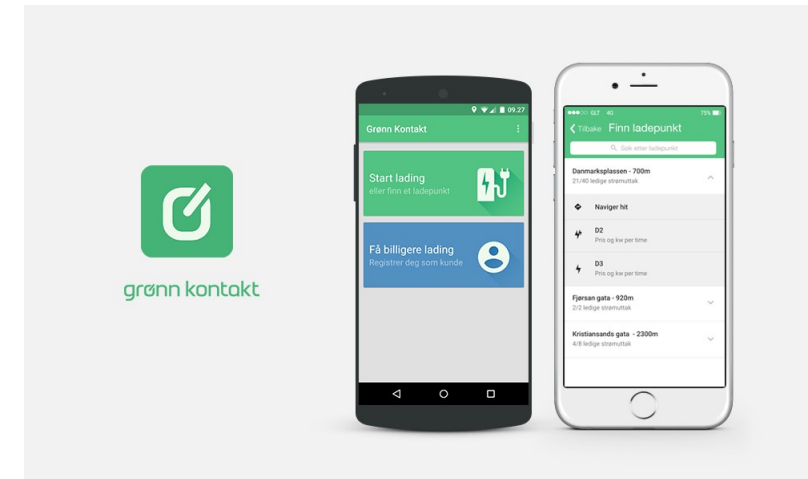 grønn kontakt
09.27
Grønn Kontakt
Start lading
eller finn et ladepunkt
Få billigere lading
Registrer deg som kunde
GLT 4G 75%
Tilbake Finn ladepunkt
Søk etter ladepunkt
Danmarksplassen - 700m
21/40 ledige strømuttak
Naviger hit
D2
Pris og kw per time
D3
Pris og kw per time
Fjørsan gata - 920m
2/2 ledige strømuttak
Kristiansands gata - 2300m
4/8 ledige strømuttak